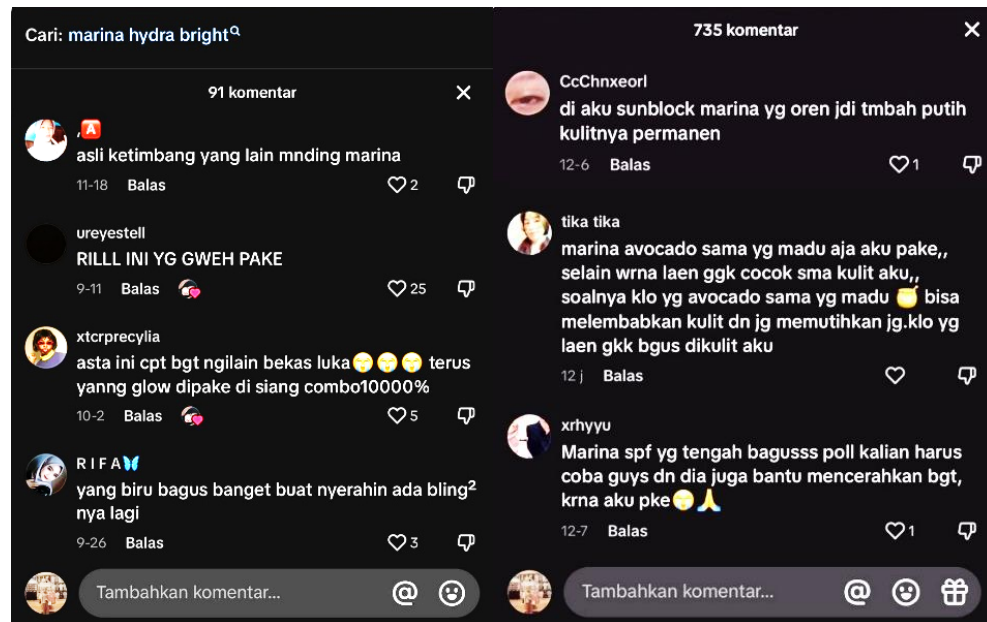 Cari: marina hydra bright
91 komentar
,🅰️
asli ketimbang yang lain mnding marina
11-18 Balas 2
ureyestell
RILLL INI YG GWEH PAKE
9-11 Balas 25
xtcrprecylia
asta ini cpt bgt ngilain bekas luka terus
yanng glow dipake di siang combo10000%
10-2 Balas 5
R I F A🦋
yang biru bagus banget buat nyerahin ada bling²
nya lagi
9-26 Balas 3
Tambahkan komentar... @
735 komentar
CcChnxeorl
di aku sunblock marina yg oren jdi tmbah putih
kulitnya permanen
12-6 Balas 1
tika tika
marina avocado sama yg madu aja aku pake,,
selain wrna laen ggk cocok sma kulit aku,,
soalnya klo yg avocado sama yg madu 🍯 bisa
melembabkan kulit dn jg memutihkan jg.klo yg
laen gkk bgus dikulit aku
12 j Balas
xrhyyu
Marina spf yg tengah bagusss poll kalian harus
coba guys dn dia juga bantu mencerahkan bgt,
krna aku pke🙏
12-7 Balas 1
Tambahkan komentar... @